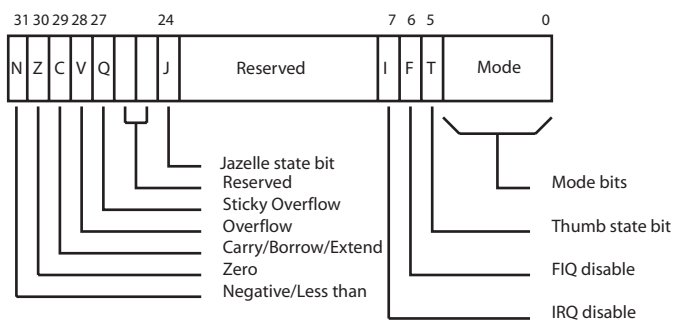 31 30 29 28 27 24 7 6 5 0
N Z C V Q J Reserved I F T Mode
Jazelle state bit
Reserved Mode bits
Sticky Overflow
Overflow Thumb state bit
Carry/Borrow/Extend
Zero FIQ disable
Negative/Less than
IRQ disable